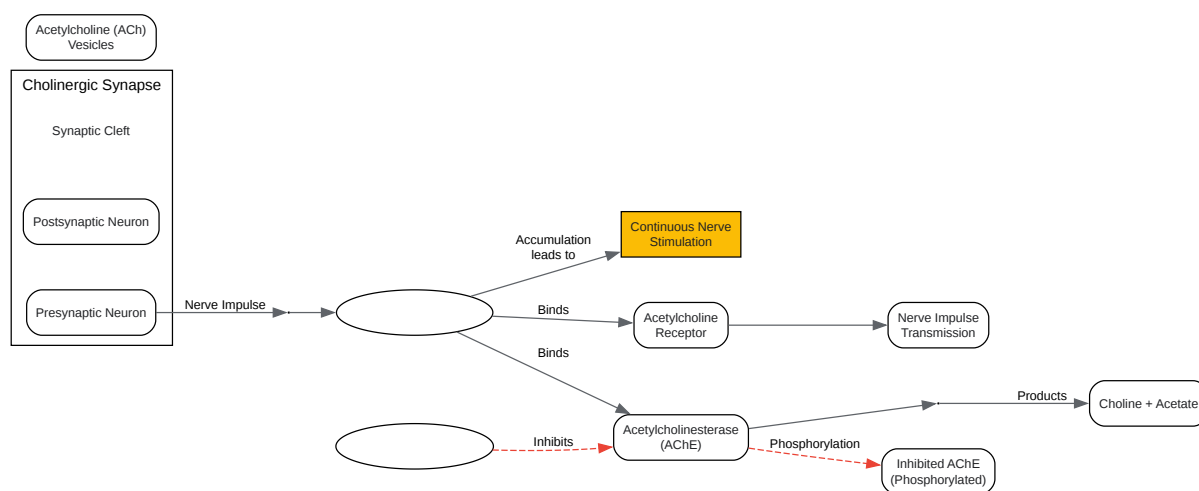 Acetylcholine (ACh)
Vesicles
Cholinergic Synapse
Synaptic Cleft
Postsynaptic Neuron
Presynaptic Neuron
Nerve Impulse
Accumulation
leads to
Continuous Nerve
Stimulation
Binds
Acetylcholine
Receptor
Nerve Impulse
Transmission
Binds
Inhibits
Acetylcholinesterase
(AChE)
Products
Choline + Acetate
Phosphorylation
Inhibited AChE
(Phosphorylated)